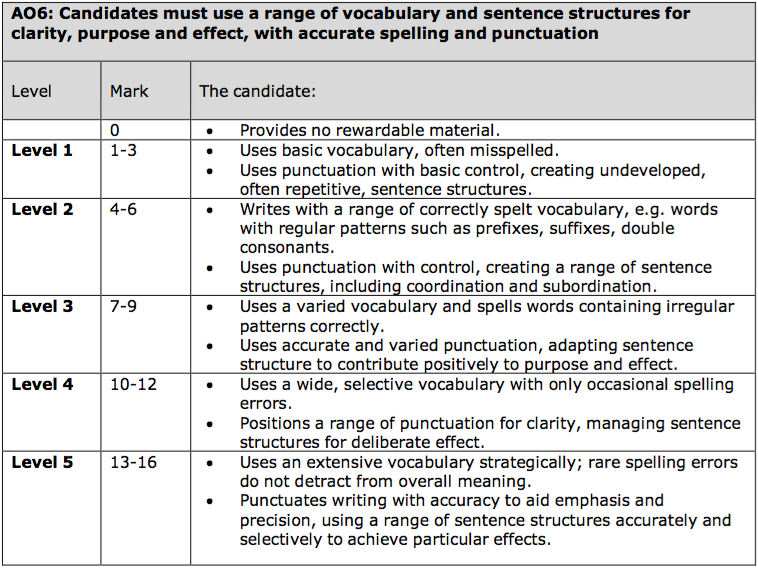 AO6: Candidates must use a range of vocabulary and sentence structures for
clarity, purpose and effect, with accurate spelling and punctuation
Level Mark The candidate:
0 • Provides no rewardable material.
Level 1 1-3 • Uses basic vocabulary, often misspelled.
• Uses punctuation with basic control, creating undeveloped,
often repetitive, sentence structures.
Level 2 4-6 • Writes with a range of correctly spelt vocabulary, e.g. words
with regular patterns such as prefixes, suffixes, double
consonants.
• Uses punctuation with control, creating a range of sentence
structures, including coordination and subordination.
Level 3 7-9 • Uses a varied vocabulary and spells words containing irregular
patterns correctly.
• Uses accurate and varied punctuation, adapting sentence
structure to contribute positively to purpose and effect.
Level 4 10-12 • Uses a wide, selective vocabulary with only occasional spelling
errors.
• Positions a range of punctuation for clarity, managing sentence
structures for deliberate effect.
Level 5 13-16 • Uses an extensive vocabulary strategically; rare spelling errors
do not detract from overall meaning.
• Punctuates writing with accuracy to aid emphasis and
precision, using a range of sentence structures accurately and
selectively to achieve particular effects.